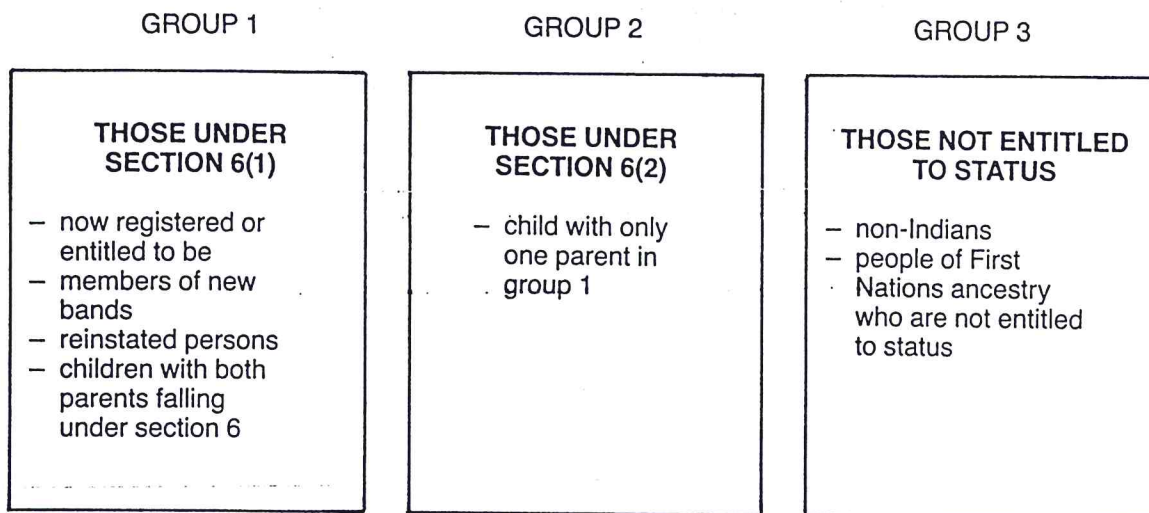 GROUP 1
THOSE UNDER
SECTION 6(1)
– now registered or
entitled to be
– members of new
bands
– reinstated persons
– children with both
parents falling
under section 6
GROUP 2
THOSE UNDER
SECTION 6(2)
– child with only
one parent in
group 1
GROUP 3
THOSE NOT ENTITLED
TO STATUS
– non-Indians
– people of First
Nations ancestry
who are not entitled
to status